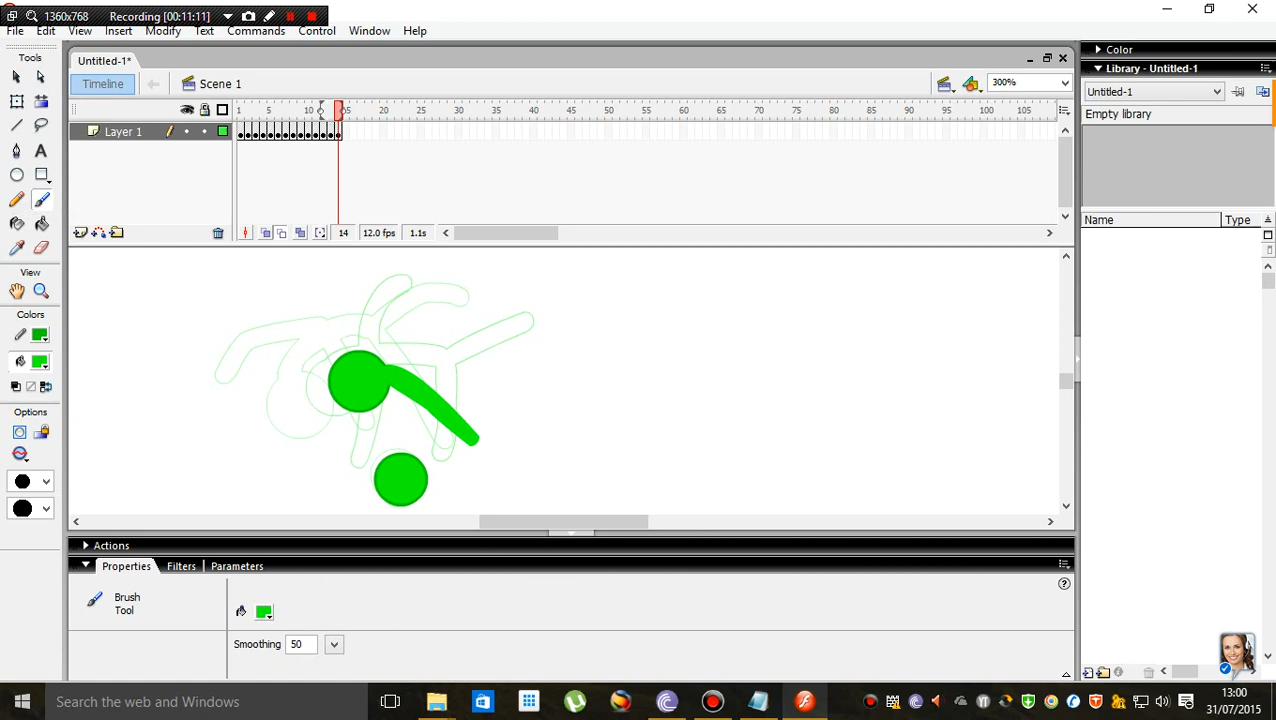 1360x768 Recording [00:11:11]
File Edit View Insert Modify Text Commands Control Window Help
Tools
Untitled-1*
Timeline
Scene 1
300%
1 5 10 15 20 25 30 35 40 45 50 55 60 65 70 75 80 85 90 95 100 105
Layer 1
14 12.0 fps 1.1s
View
Colors
Options
Color
Library - Untitled-1
Untitled-1
Empty library
Name Type
Actions
Properties Filters Parameters
Brush
Tool
Smoothing 50
Search the web and Windows
13:00
31/07/2015